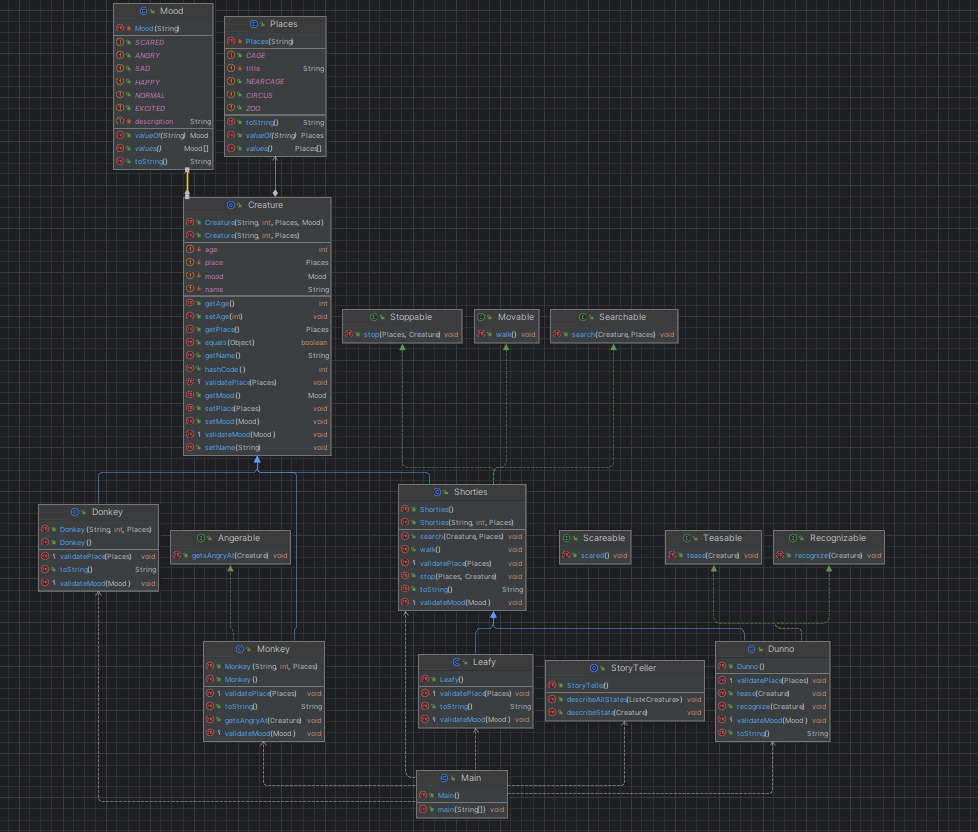 Mood
Mood(String)
SCARED
ANGRY
SAD
HAPPY
NORMAL
EXCITED
description String
valueOf(String) Mood
values() Mood[]
toString() String
Places
Places(String)
CAGE
title String
NEARCAGE
CIRCUS
ZOO
toString() String
valueOf(String) Places
values() Places[]
Creature
Creature(String, int, Places, Mood)
Creature(String, int, Places)
age int
place Places
mood Mood
name String
getAge() int
setAge(int) void
getPlace() Places
equals(Object) boolean
getName() String
hashCode() int
validatePlace(Places) void
getMood() Mood
setPlace(Places) void
setMood(Mood) void
validateMood(Mood) void
setName(String) void
Stoppable
stop(Places, Creature) void
Movable
walk() void
Searchable
search(Creature, Places) void
Donkey
Donkey(String, int, Places)
Donkey()
validatePlace(Places) void
toString() String
validateMood(Mood) void
Angerable
getsAngryAt(Creature) void
Shorties
Shorties()
Shorties(String, int, Places)
search(Creature, Places) void
walk() void
validatePlace(Places) void
stop(Places, Creature) void
toString() String
validateMood(Mood) void
Scareable
scared() void
Teasable
tease(Creature) void
Recognizable
recognize(Creature) void
Monkey
Monkey(String, int, Places)
Monkey()
validatePlace(Places) void
toString() String
getsAngryAt(Creature) void
validateMood(Mood) void
Leafy
Leafy()
validatePlace(Places) void
toString() String
validateMood(Mood) void
StoryTeller
StoryTeller()
describeAllStates(List<Creature>) void
describeState(Creature) void
Dunno
Dunno()
validatePlace(Places) void
tease(Creature) void
recognize(Creature) void
validateMood(Mood) void
toString() String
Main
Main()
main(String[]) void